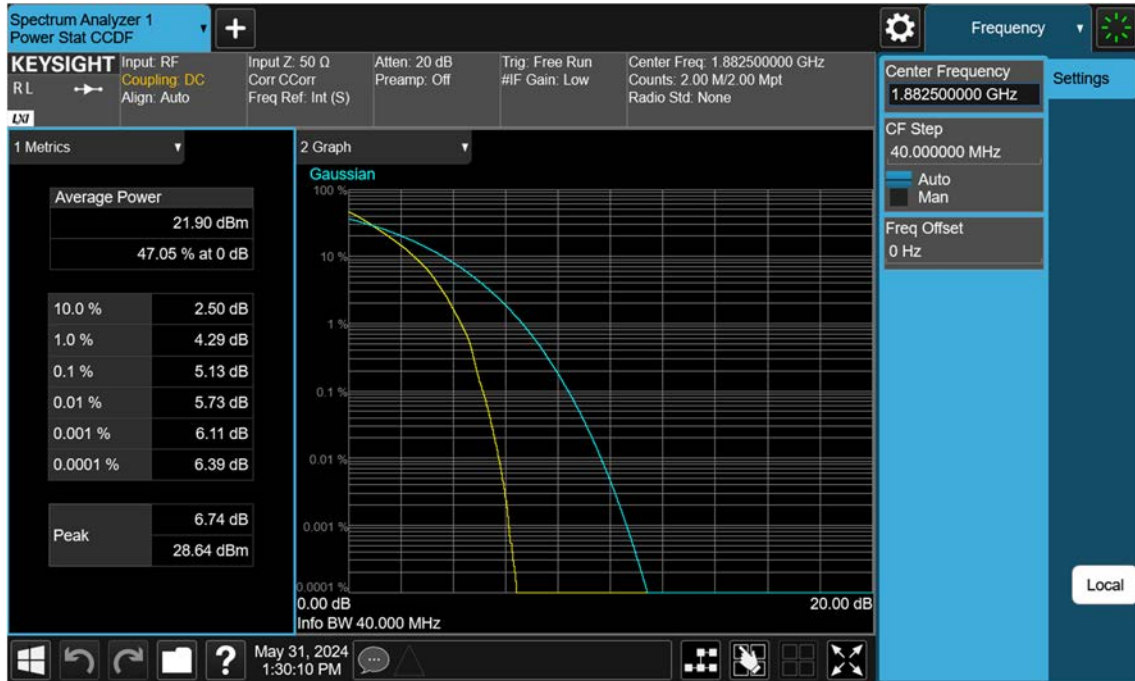 Spectrum Analyzer 1
Power Stat CCDF
+
Frequency
KEYSIGHT
RL
LXI
Input: RF
Coupling: DC
Align: Auto
Input Z: 50 Ω
Corr CCorr
Freq Ref: Int (S)
Atten: 20 dB
Preamp: Off
Trig: Free Run
#IF Gain: Low
Center Freq: 1.882500000 GHz
Counts: 2.00 M/2.00 Mpt
Radio Std: None
Center Frequency
1.882500000 GHz
Settings
CF Step
40.000000 MHz
Auto
Man
Freq Offset
0 Hz
1 Metrics
Average Power
21.90 dBm
47.05 % at 0 dB
10.0 % 2.50 dB
1.0 % 4.29 dB
0.1 % 5.13 dB
0.01 % 5.73 dB
0.001 % 6.11 dB
0.0001 % 6.39 dB
Peak
6.74 dB
28.64 dBm
2 Graph
Gaussian
100 %
10 %
1 %
0.1 %
0.01 %
0.001 %
0.0001 %
0.00 dB 20.00 dB
Info BW 40.000 MHz
Local
?
May 31, 2024
1:30:10 PM